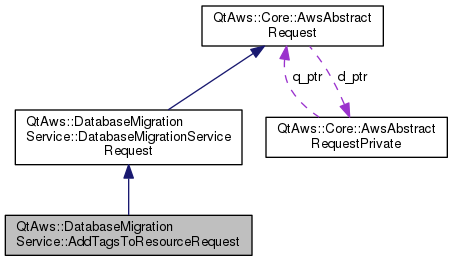 QtAws::Core::AwsAbstract
Request
q_ptr
d_ptr
QtAws::DatabaseMigration
Service::DatabaseMigrationService
Request
QtAws::Core::AwsAbstract
RequestPrivate
QtAws::DatabaseMigration
Service::AddTagsToResourceRequest